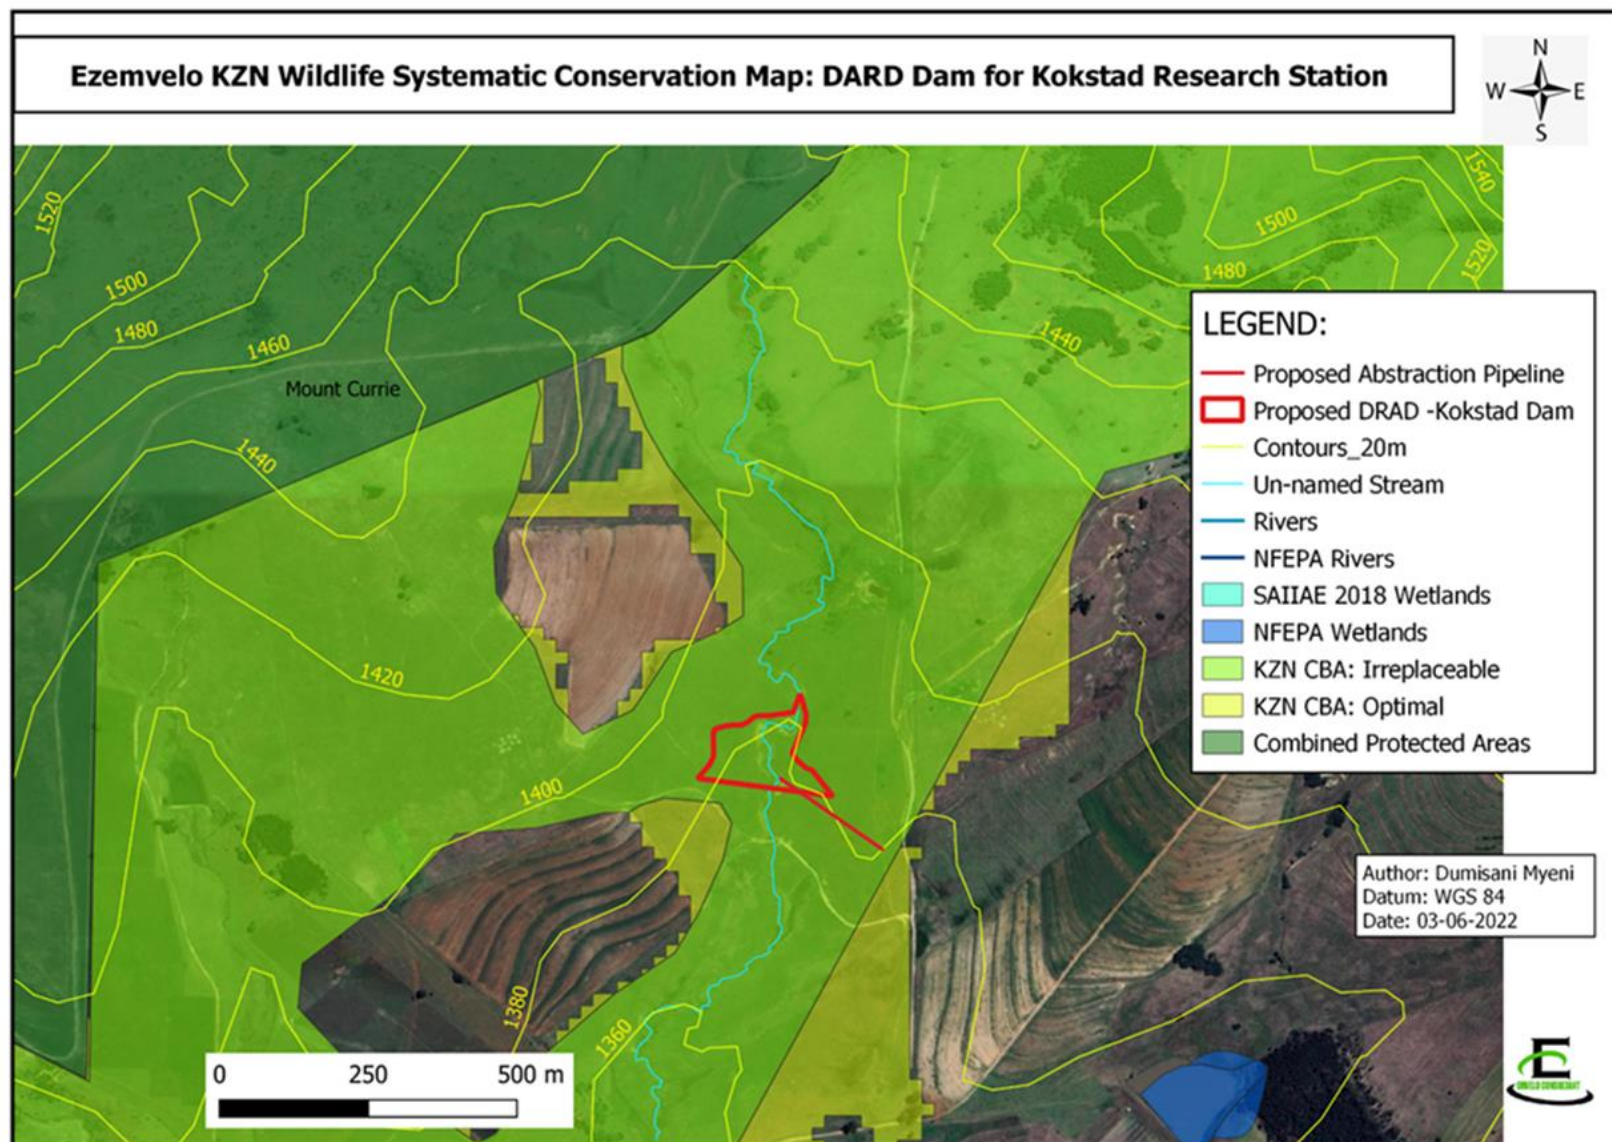 Ezemvelo KZN Wildlife Systematic Conservation Map: DARD Dam for Kokstad Research Station
N
W
E
S
1520
1500
1480
1460
1440
Mount Currie
1420
1400
1380
1360
1540
1500
1520
1480
1440
LEGEND:
Proposed Abstraction Pipeline
Proposed DRAD -Kokstad Dam
Contours_20m
Un-named Stream
Rivers
NFEPA Rivers
SAIIAE 2018 Wetlands
NFEPA Wetlands
KZN CBA: Irreplaceable
KZN CBA: Optimal
Combined Protected Areas
Author: Dumisani Myeni
Datum: WGS 84
Date: 03-06-2022
0 250 500 m
E